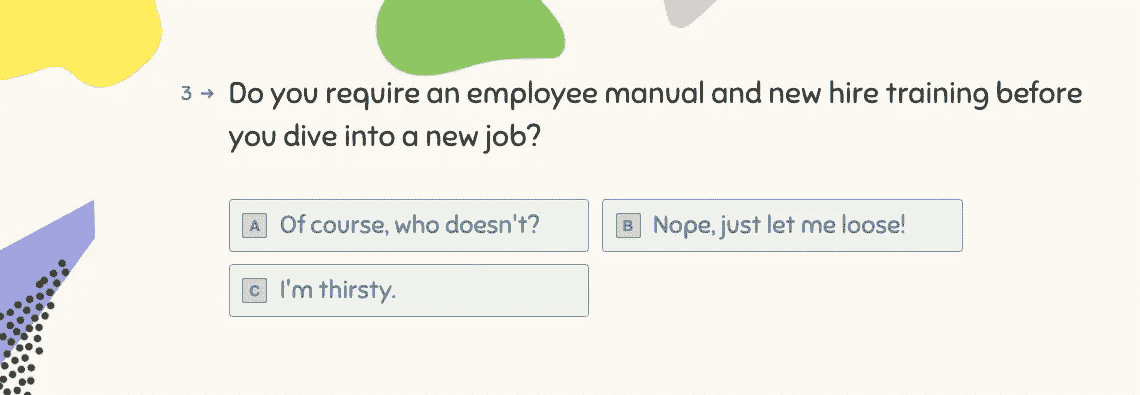 3 → Do you require an employee manual and new hire training before
you dive into a new job?
A Of course, who doesn't?
B Nope, just let me loose!
C I'm thirsty.